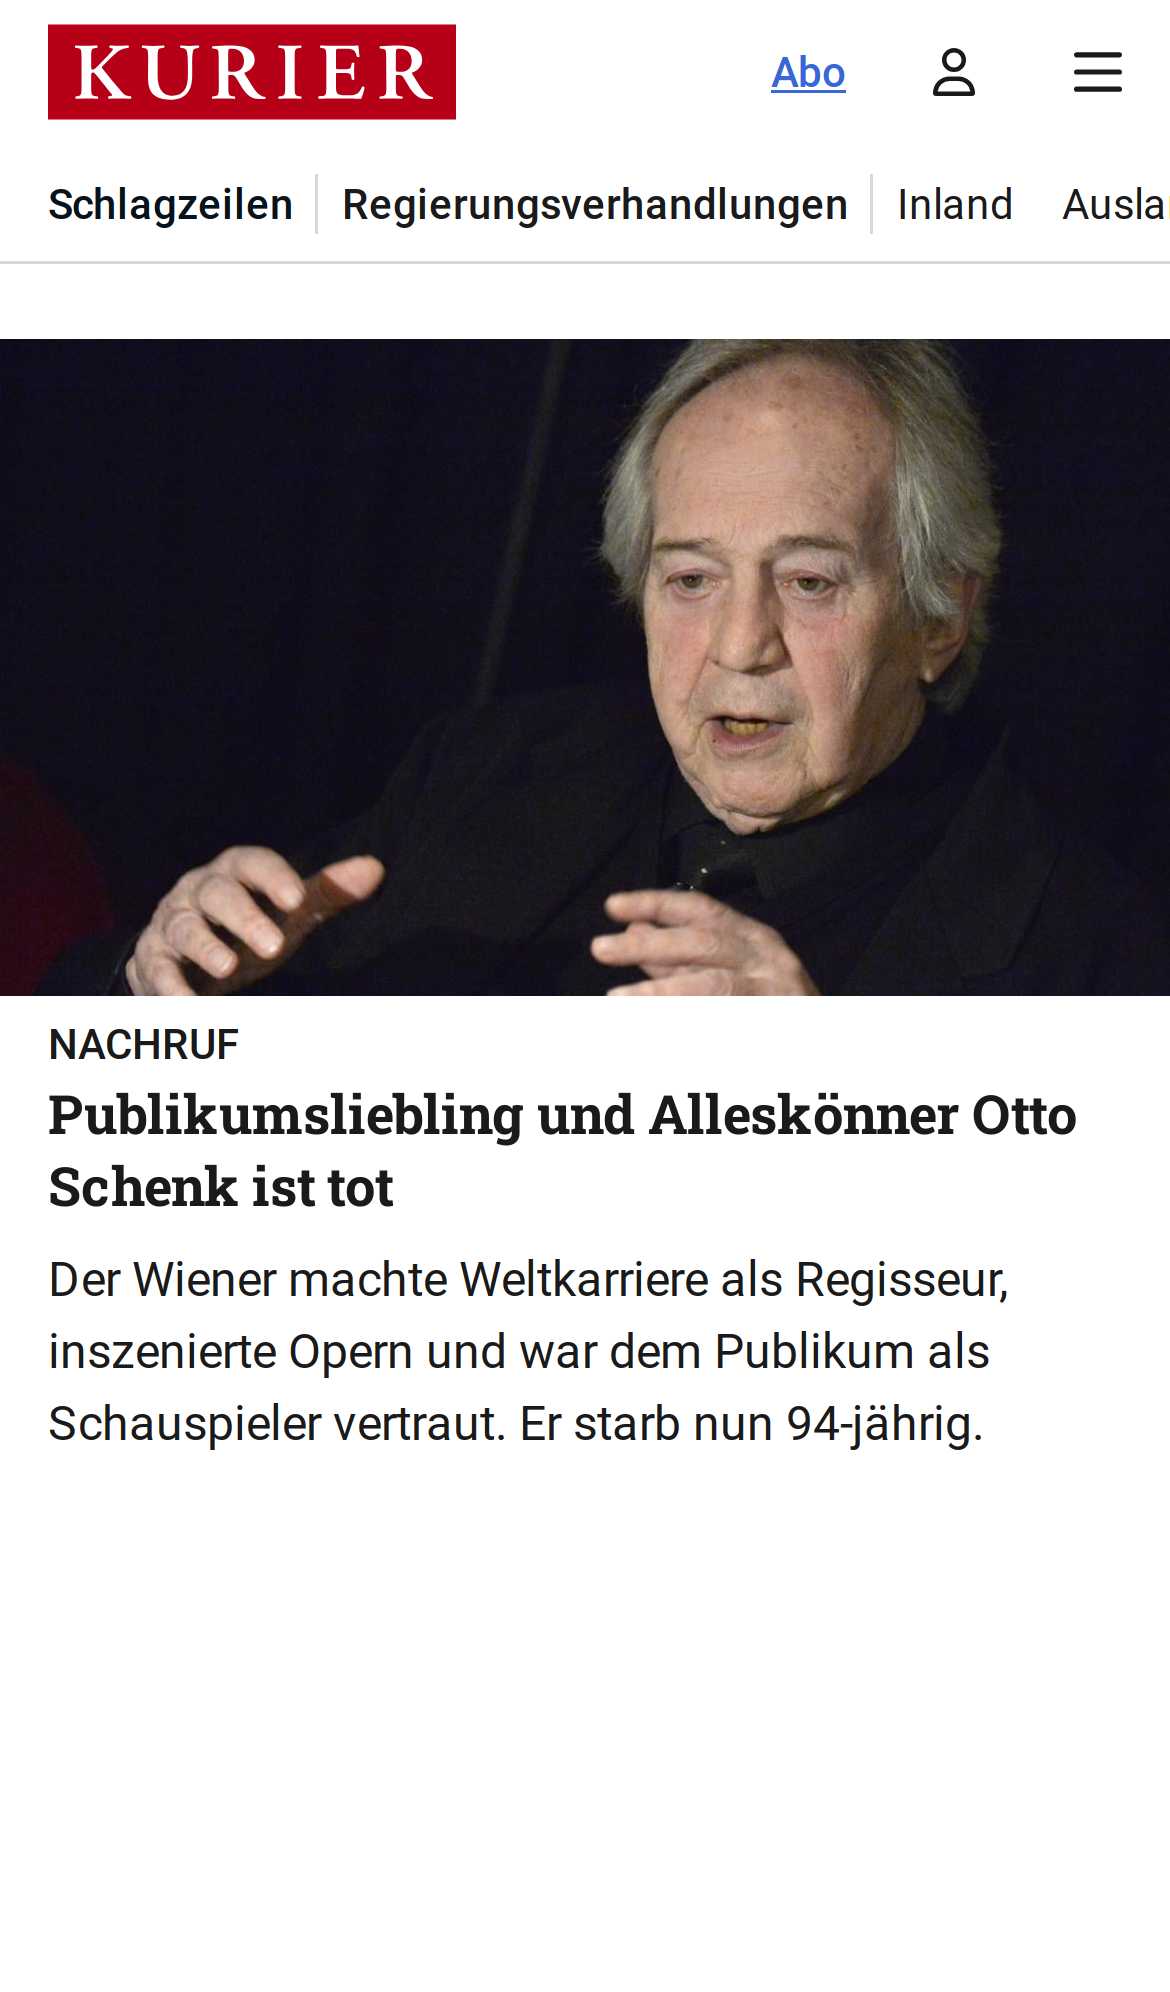 KURIER
Abo
Schlagzeilen
Regierungsverhandlungen
Inland
NACHRUF
Publikumsliebling und Alleskönner Otto
Schenk ist tot
Der Wiener machte Weltkarriere als Regisseur,
inszenierte Opern und war dem Publikum als
Schauspieler vertraut. Er starb nun 94-jährig.